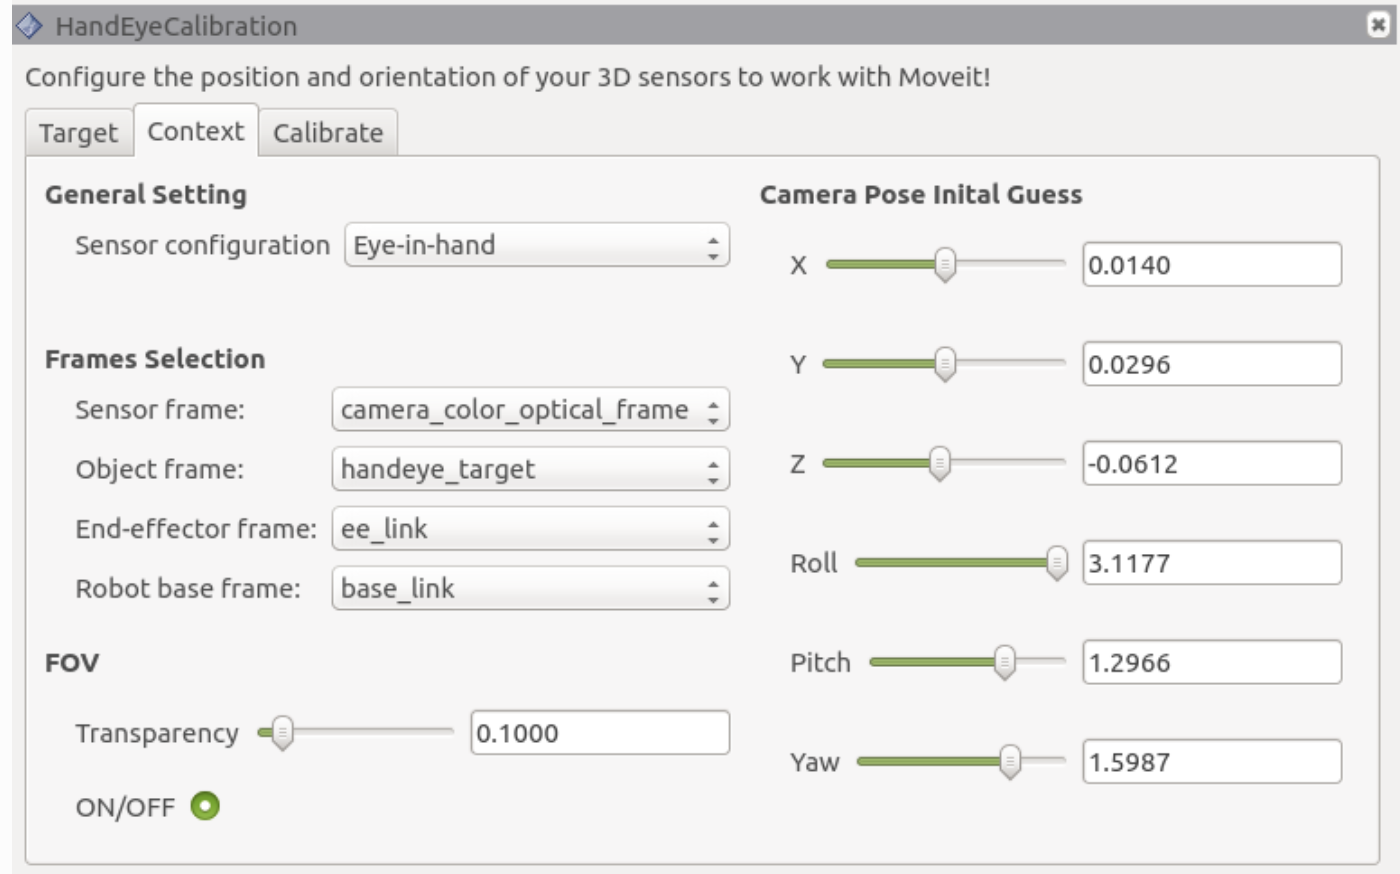 HandEyeCalibration
Configure the position and orientation of your 3D sensors to work with Moveit!
Target Context Calibrate
General Setting
Sensor configuration Eye-in-hand
Frames Selection
Sensor frame: camera_color_optical_frame
Object frame: handeye_target
End-effector frame: ee_link
Robot base frame: base_link
FOV
Transparency 0.1000
ON/OFF
Camera Pose Inital Guess
X 0.0140
Y 0.0296
Z -0.0612
Roll 3.1177
Pitch 1.2966
Yaw 1.5987